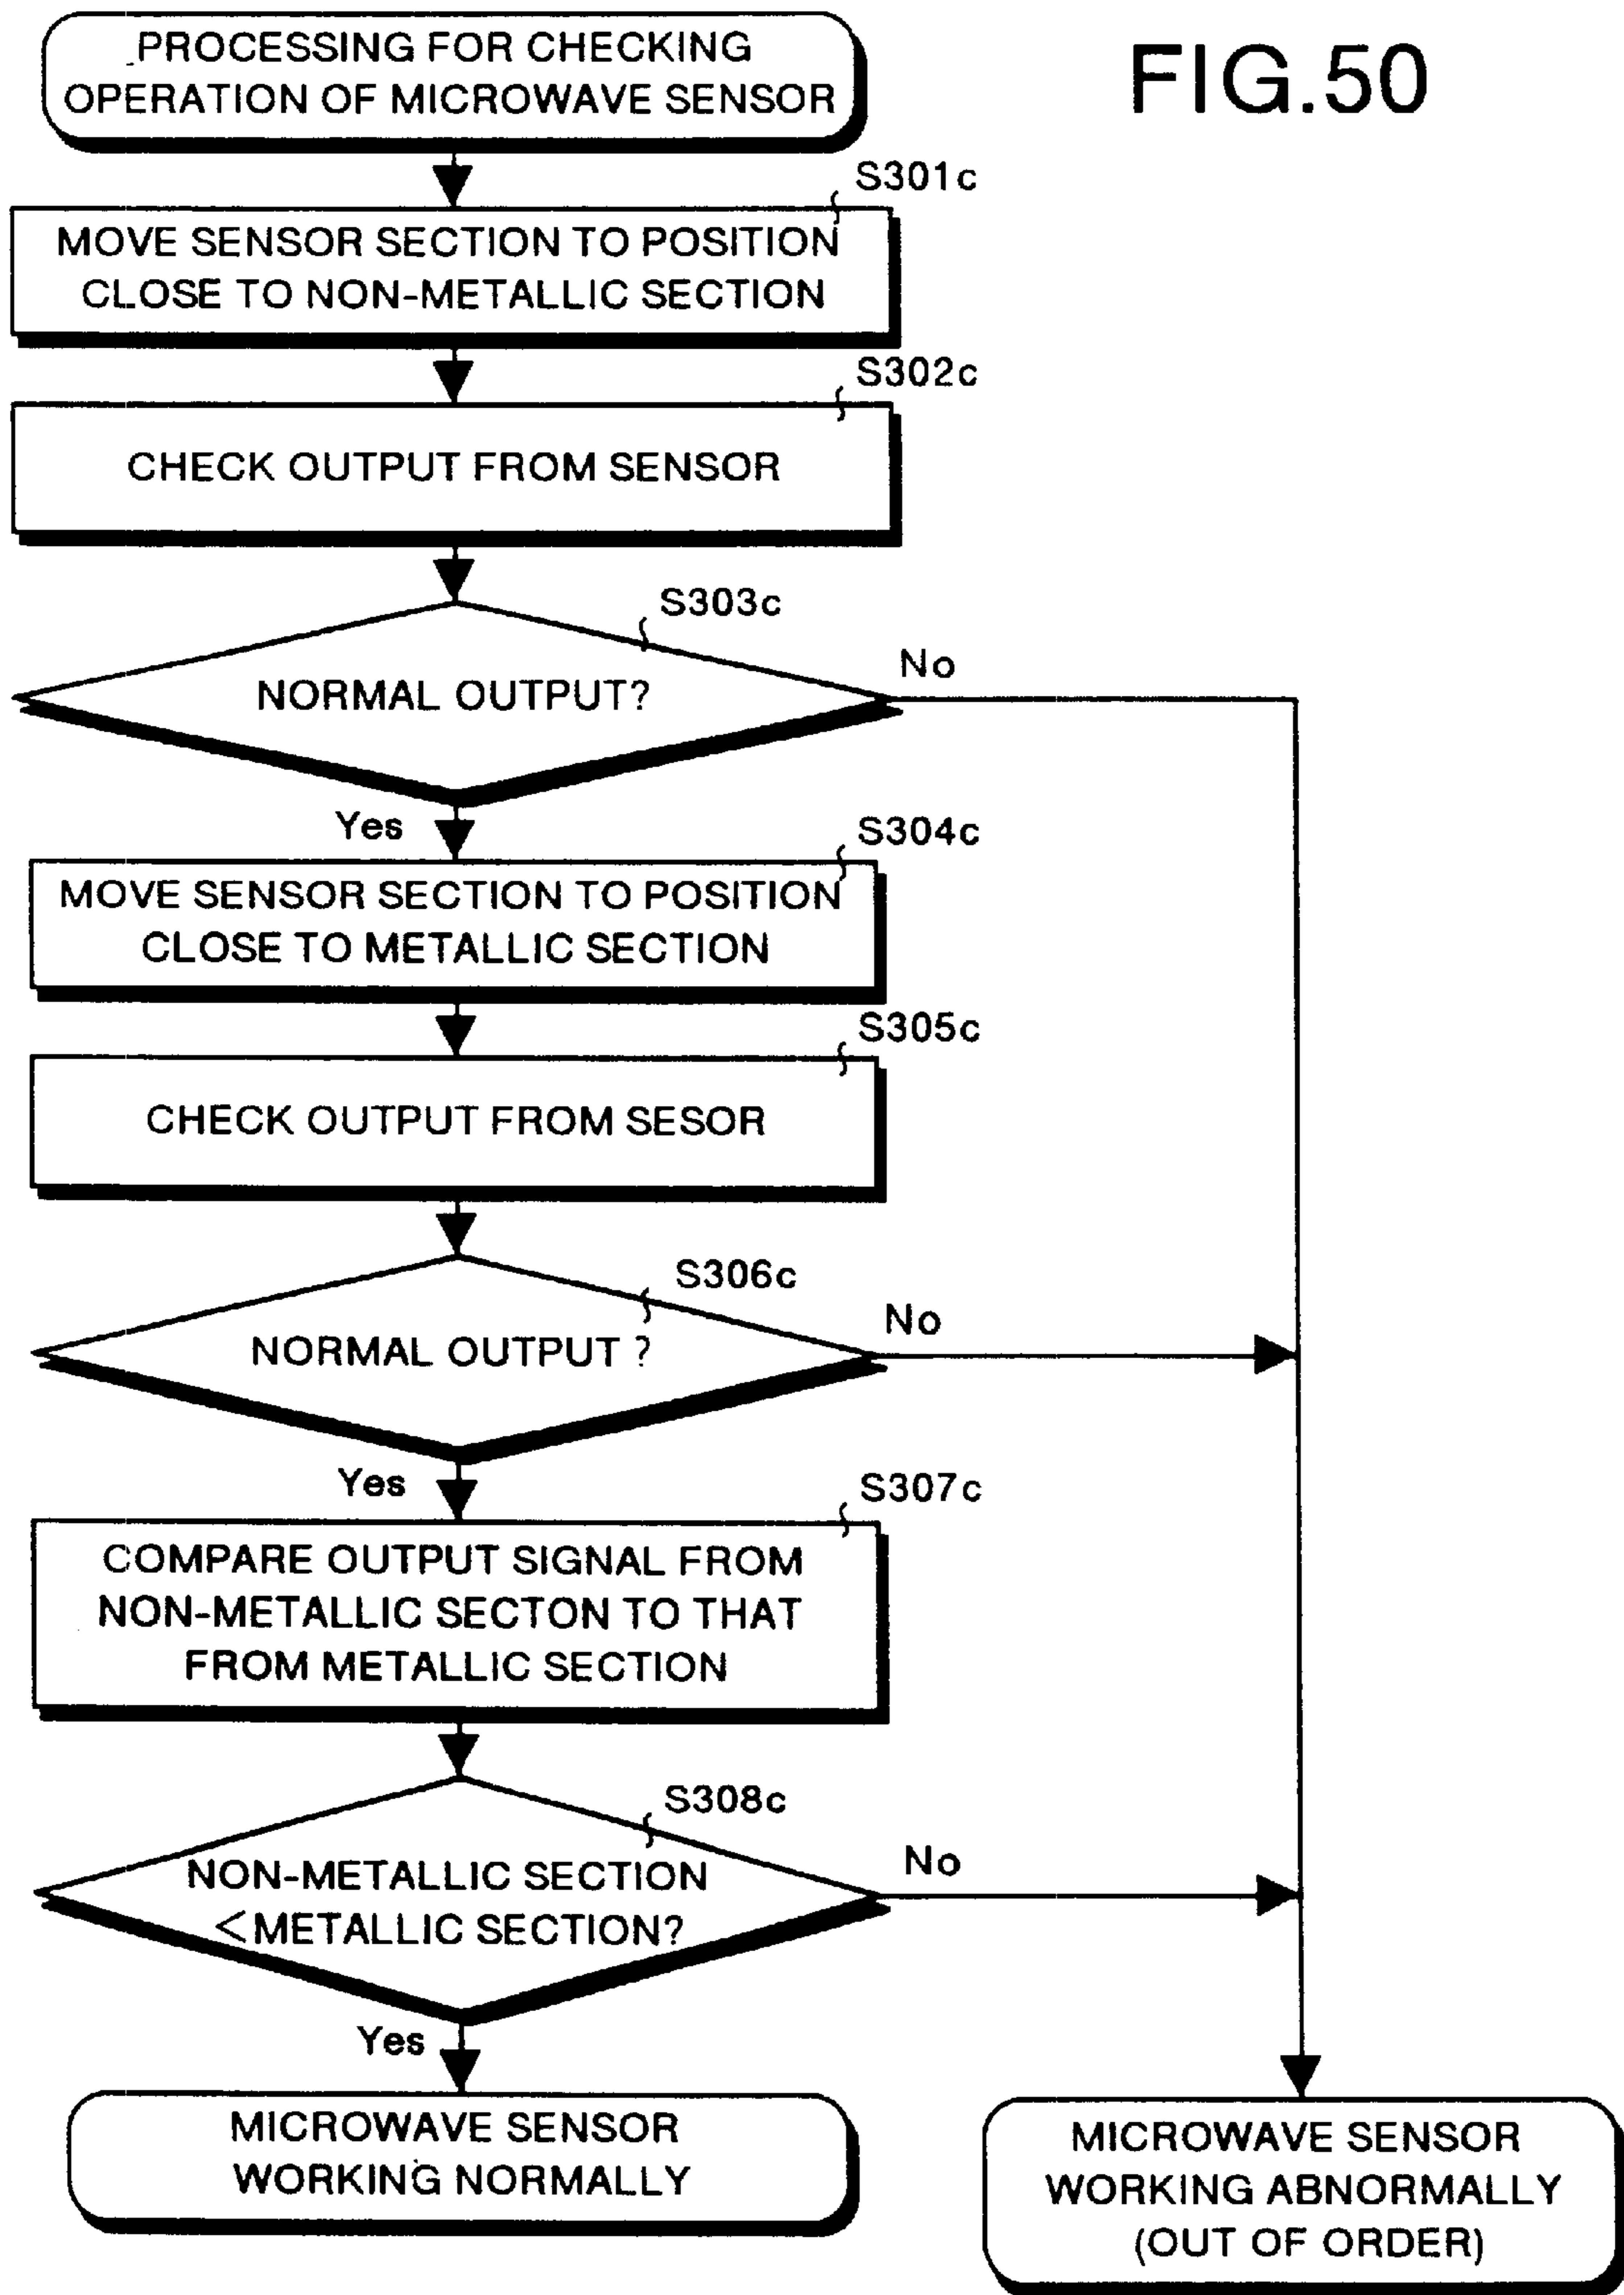 FIG.50
PROCESSING FOR CHECKING
OPERATION OF MICROWAVE SENSOR
S301c
MOVE SENSOR SECTION TO POSITION
CLOSE TO NON-METALLIC SECTION
S302c
CHECK OUTPUT FROM SENSOR
S303c
NORMAL OUTPUT?
No
Yes
S304c
MOVE SENSOR SECTION TO POSITION
CLOSE TO METALLIC SECTION
S305c
CHECK OUTPUT FROM SESOR
S306c
NORMAL OUTPUT ?
No
Yes
S307c
COMPARE OUTPUT SIGNAL FROM
NON-METALLIC SECTON TO THAT
FROM METALLIC SECTION
S308c
NON-METALLIC SECTION
<METALLIC SECTION?
No
Yes
MICROWAVE SENSOR
WORKING NORMALLY
MICROWAVE SENSOR
WORKING ABNORMALLY
(OUT OF ORDER)